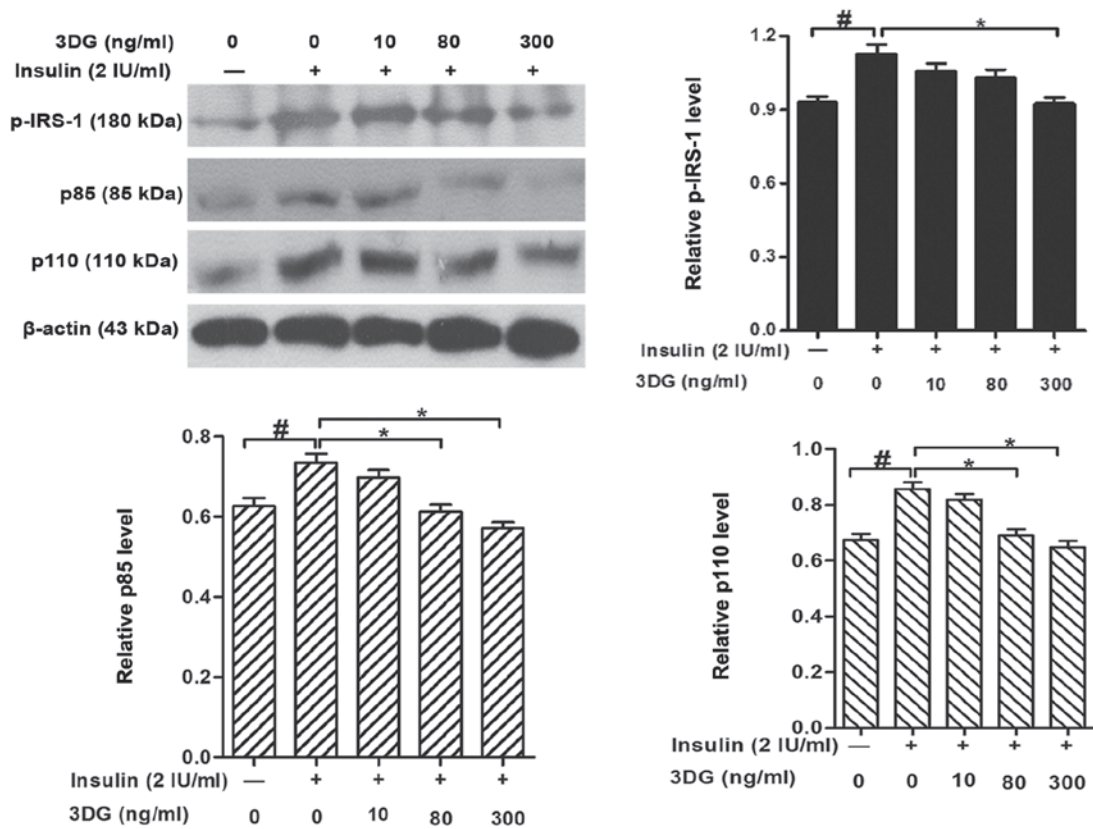 3DG (ng/ml) 0 0 10 80 300
Insulin (2 IU/ml) — + + + +
p-IRS-1 (180 kDa)
p85 (85 kDa)
p110 (110 kDa)
β-actin (43 kDa)
# *
1.2
0.9
0.6
0.3
0.0
Relative p-IRS-1 level
Insulin (2 IU/ml) — + + + +
3DG (ng/ml) 0 0 10 80 300
*
# *
0.8
0.6
0.4
0.2
0.0
Relative p85 level
Insulin (2 IU/ml) — + + + +
3DG (ng/ml) 0 0 10 80 300
*
# *
1.0
0.8
0.6
0.4
0.2
0.0
Relative p110 level
Insulin (2 IU/ml) — + + + +
3DG (ng/ml) 0 0 10 80 300